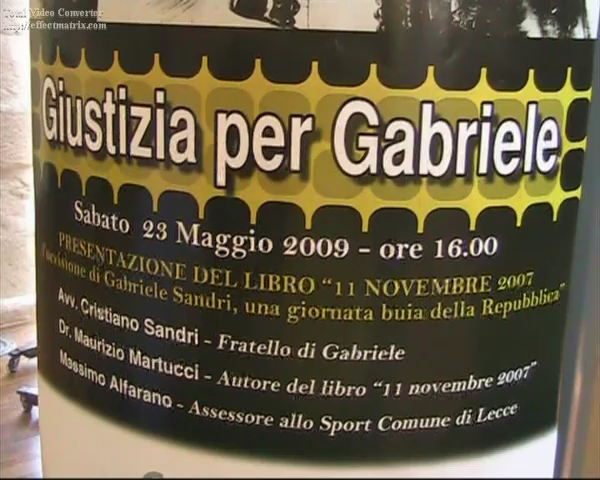 Total Video Converter
http://effectmatrix.com
Giustizia per Gabriele
Sabato 23 Maggio 2009 - ore 16.00
PRESENTAZIONE DEL LIBRO "11 NOVEMBRE 2007
l'uccisione di Gabriele Sandri, una giornata buia della Repubblica"
Avv. Cristiano Sandri - Fratello di Gabriele
Dr. Maurizio Martucci - Autore del libro "11 novembre 2007"
Massimo Alfarano - Assessore allo Sport Comune di Lecce